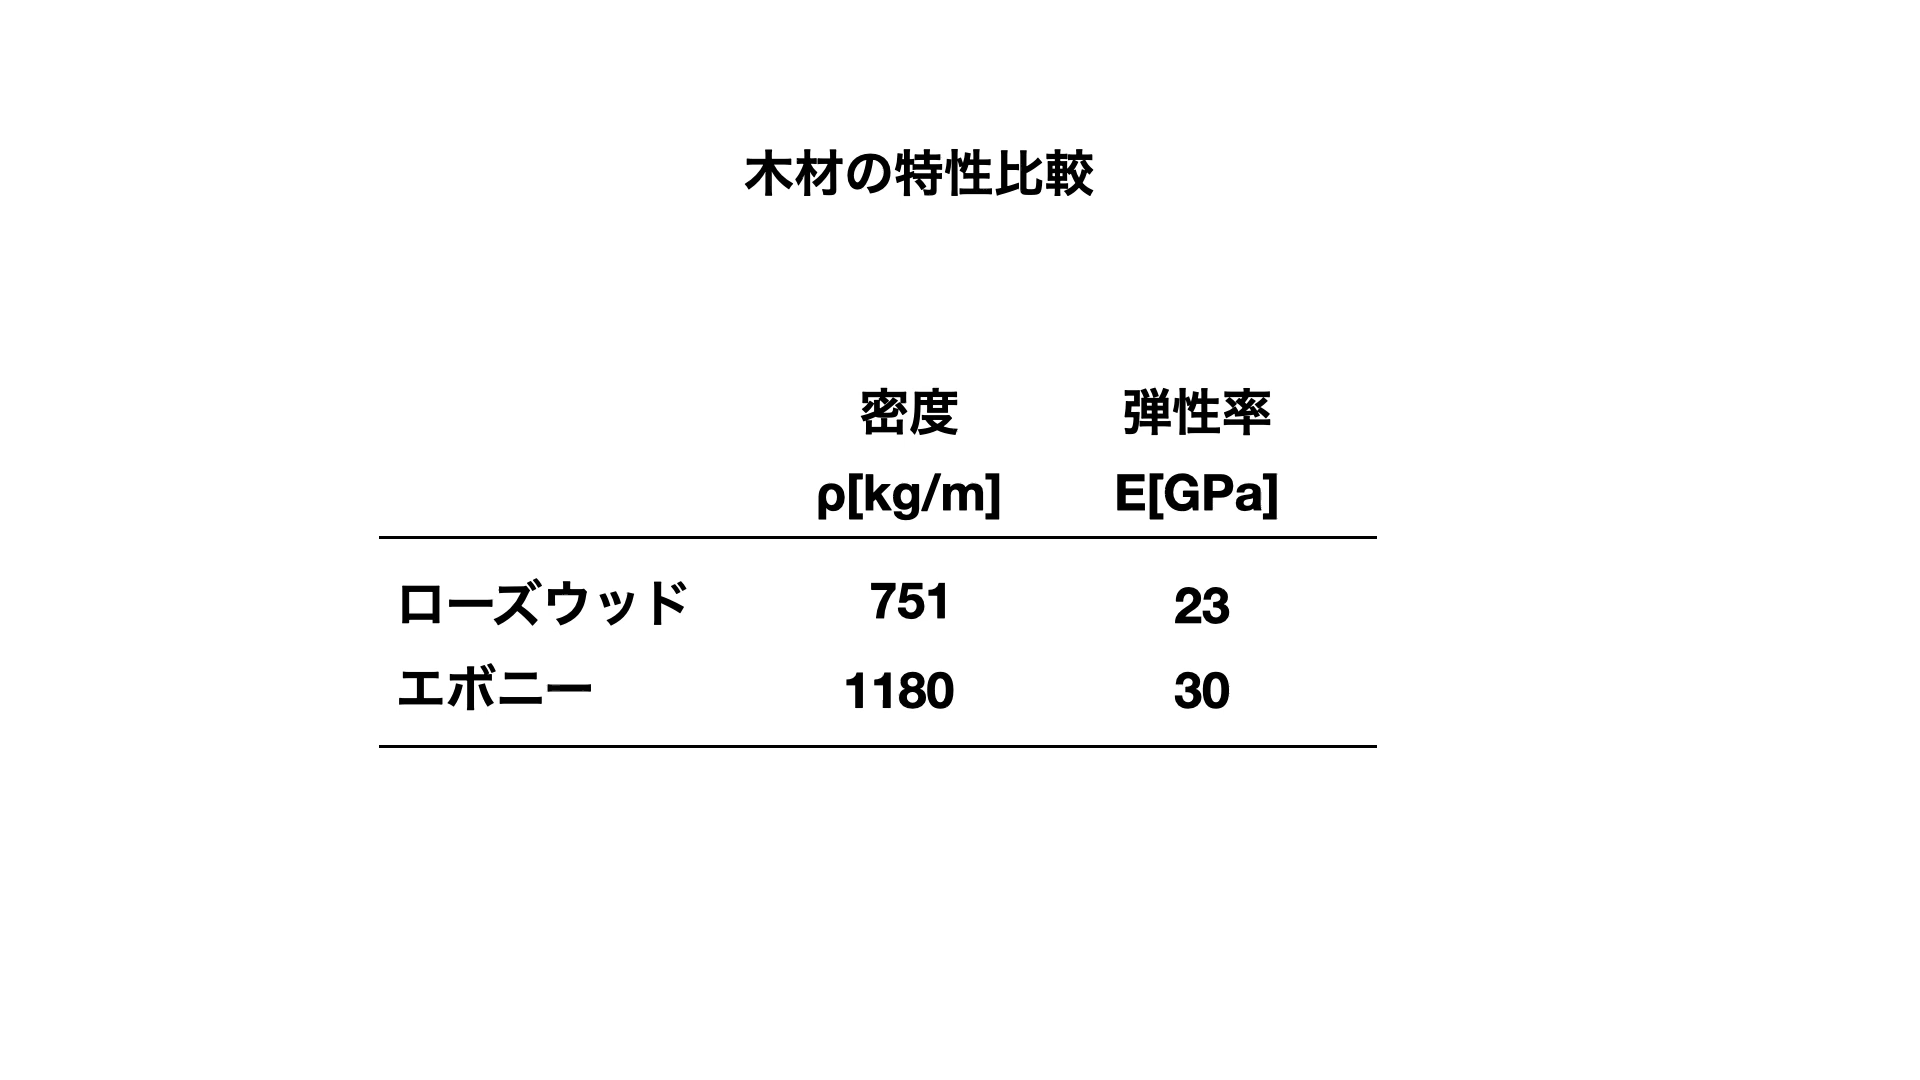 木材の特性比較
密度 弾性率
ρ[kg/m] E[GPa]
ローズウッド 751 23
エボニー 1180 30